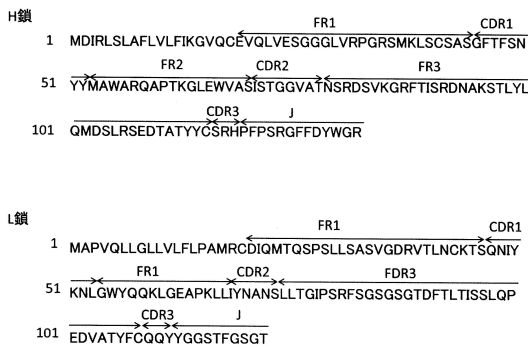 H鎖
FR1 CDR1
1 MDIRLSLAFLVLFIKGVQCEVQLVESGGGLVRPGRSMKLSCSASGFTFSN
FR2 CDR2 FR3
51 YYMAWARQAPTKGLEWVASISTGGVATNSRDSVKGRFTISRDNAKSTLYL
CDR3 J
101 QMDSLRSEDTATYYCSRHPFPSRGFFDYWGR
L鎖
FR1 CDR1
1 MAPVQLLGLLVLFLPAMRCDIQMTQSPSLLSASVGDRVTLNCKTSQNIY
FR1 CDR2 FDR3
51 KNLGWYQQKLGEAPKLLIYNANSLLTGIPSRFSGSGSGTDFTLTISSLQP
CDR3 J
101 EDVATYFCQQYYGGSTFGSGT